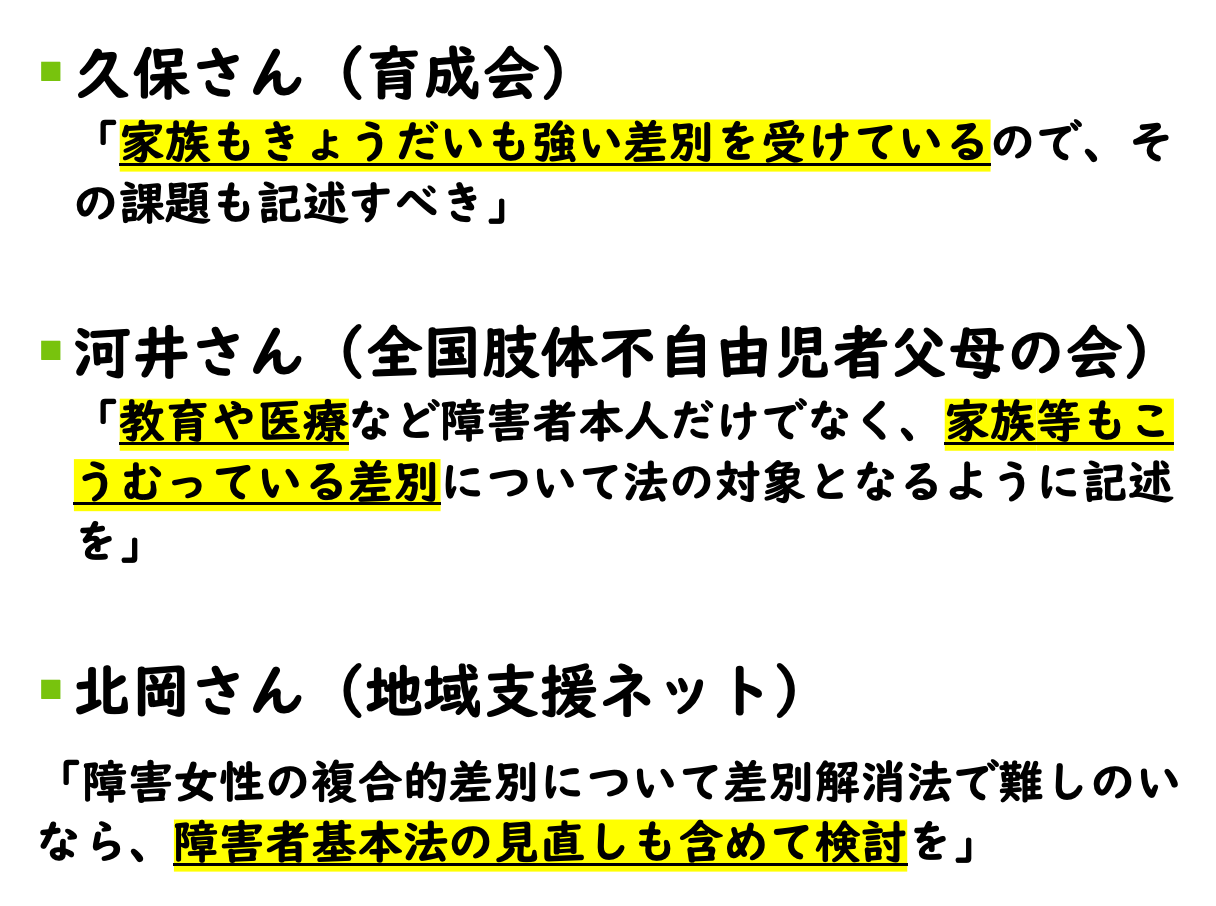 ■久保さん（育成会）
「家族もきょうだいも強い差別を受けているので、そ
の課題も記述すべき」
■河井さん（全国肢体不自由児者父母の会）
「教育や医療など障害者本人だけでなく、家族等もこ
うむっている差別について法の対象となるように記述
を」
■北岡さん（地域支援ネット）
「障害女性の複合的差別について差別解消法で難しのい
なら、障害者基本法の見直しも含めて検討を」